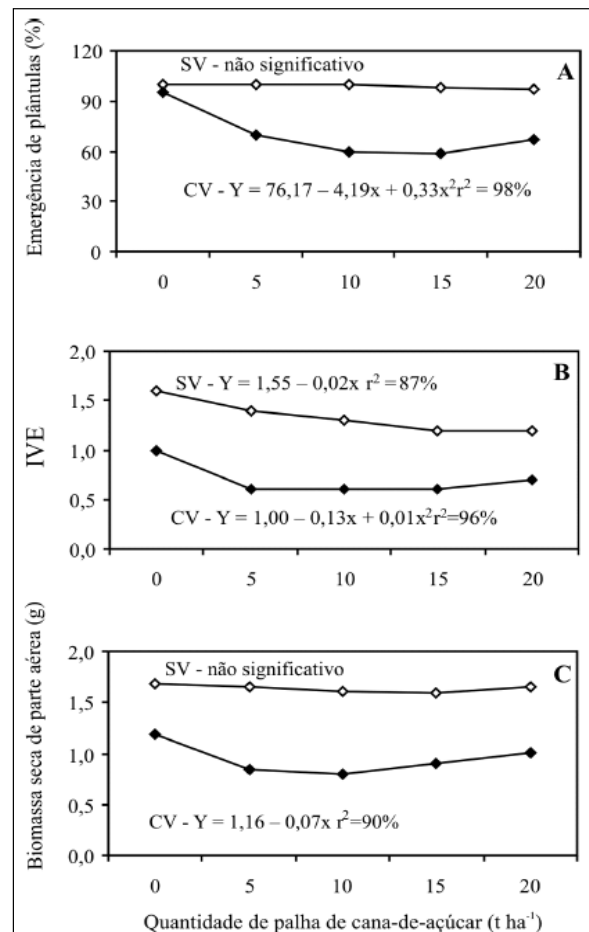 Emergência de plântulas (%)
120
90
60
30
0
SV - não significativo
A
CV - Y = 76,17 – 4,19x + 0,33x²r² = 98%
0 5 10 15 20
IVE
2,0
1,5
1,0
0,5
0,0
B
SV - Y = 1,55 – 0,02x r² = 87%
CV - Y = 1,00 – 0,13x + 0,01x²r²=96%
0 5 10 15 20
Biomassa seca de parte aérea (g)
2,0
1,5
1,0
0,5
0,0
SV - não significativo
C
CV - Y = 1,16 – 0,07x r²=90%
0 5 10 15 20
Quantidade de palha de cana-de-açúcar (t ha⁻¹)